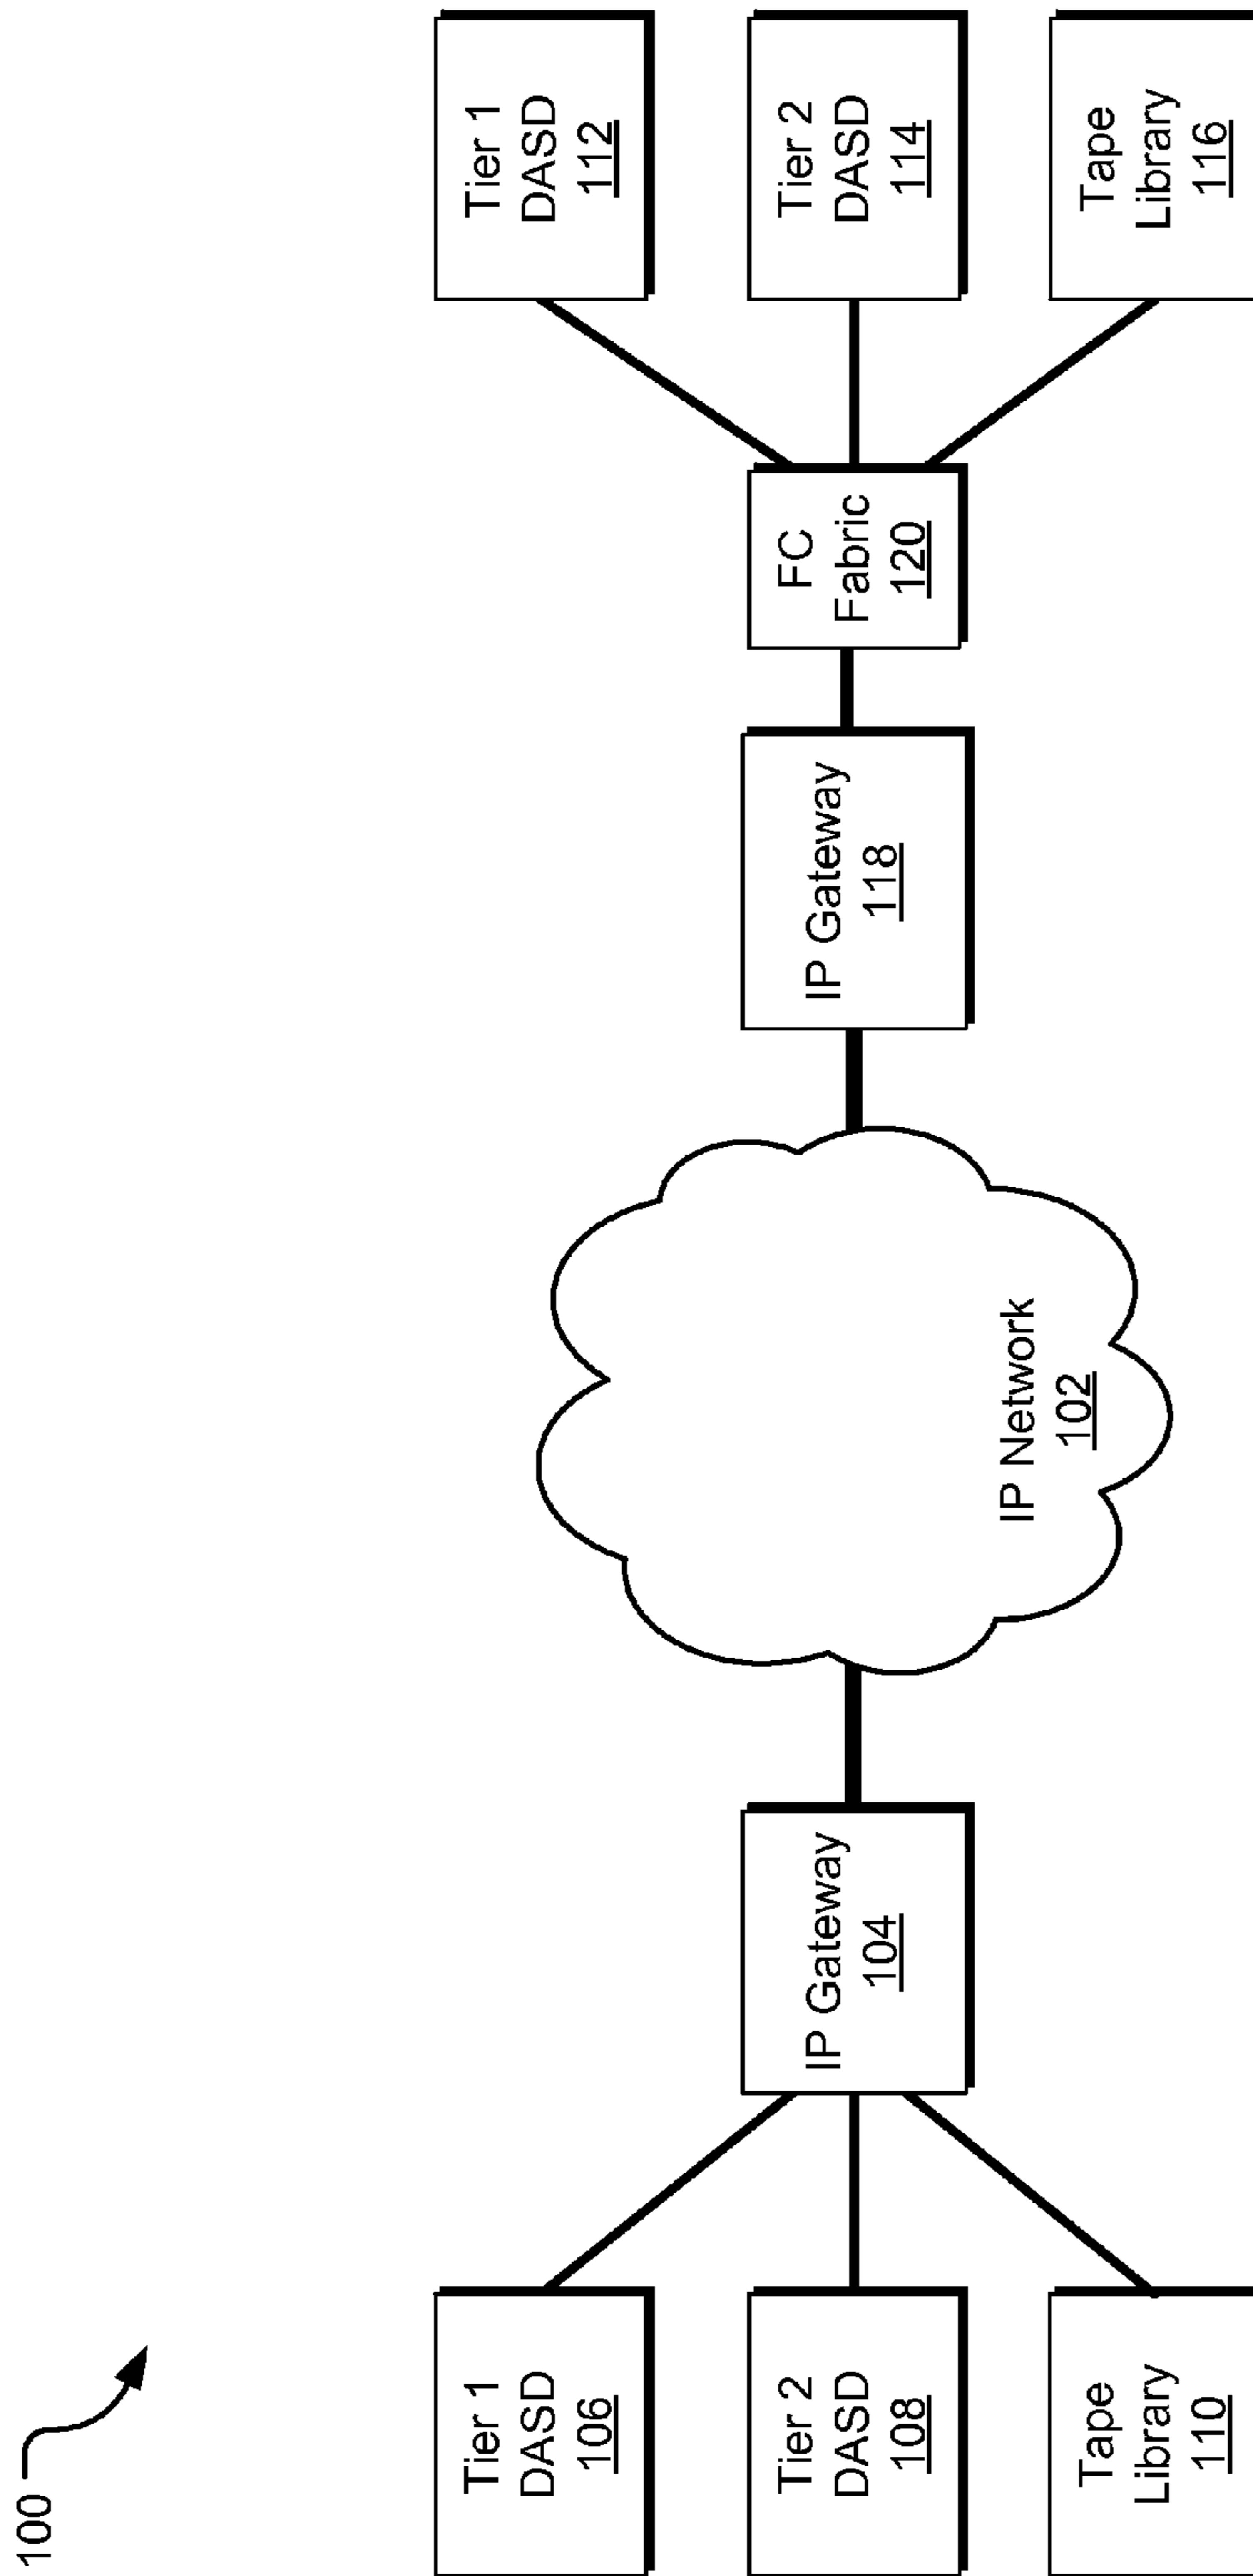 100
Tier 1
DASD
106
Tier 2
DASD
108
Tape
Library
110
IP Gateway
104
IP Network
102
IP Gateway
118
FC
Fabric
120
Tier 1
DASD
112
Tier 2
DASD
114
Tape
Library
116